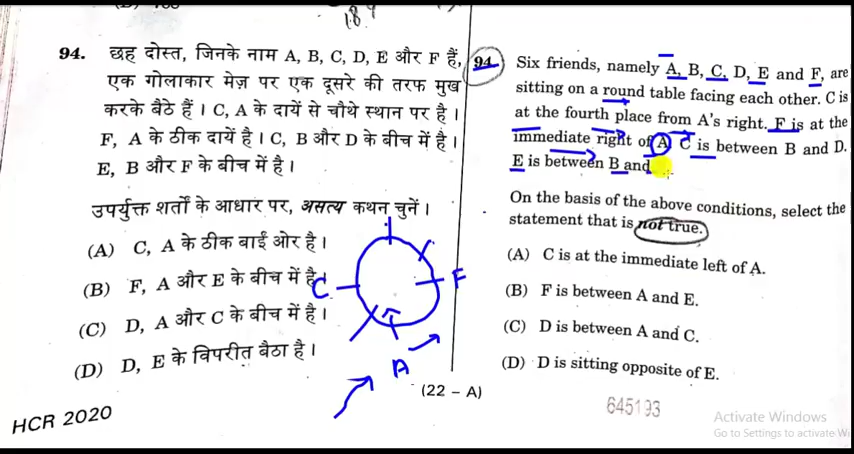 94. छह दोस्त, जिनके नाम A, B, C, D, E और F हैं,
एक गोलाकार मेज़ पर एक दूसरे की तरफ मुख
करके बैठे हैं। C, A के दायें से चौथे स्थान पर है।
F, A के ठीक दायें है। C, B और D के बीच में है।
E, B और F के बीच में है।
उपर्युक्त शर्तों के आधार पर, असत्य कथन चुनें।
(A) C, A के ठीक बाईं ओर है।
(B) F, A और E के बीच में है।
(C) D, A और C के बीच में है।
(D) D, E के विपरीत बैठा है।
C
F
A
HCR 2020
(22 – A)
94. Six friends, namely A, B, C, D, E and F, are
sitting on a round table facing each other. C is
at the fourth place from A's right. F is at the
immediate right of A. C is between B and D.
E is between B and
On the basis of the above conditions, select the
statement that is not true.
(A) C is at the immediate left of A.
(B) F is between A and E.
(C) D is between A and C.
(D) D is sitting opposite of E.
Activate Windows
Go to Settings to activate Wi